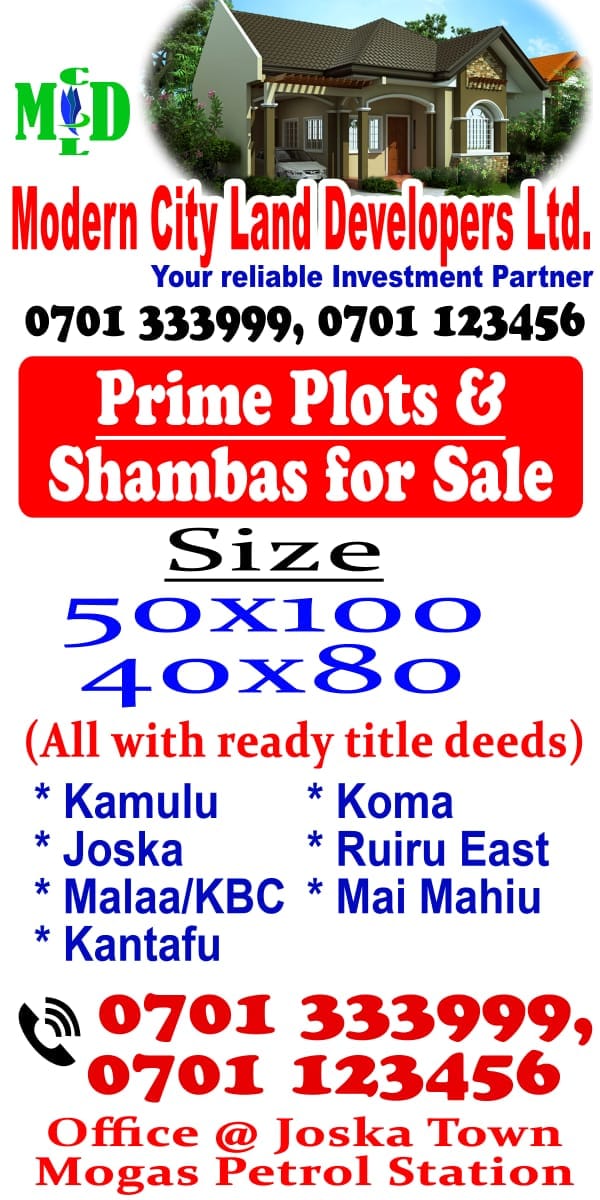 MCLD
Modern City Land Developers Ltd.
Your reliable Investment Partner
0701 333999, 0701 123456
Prime Plots &
Shambas for Sale
Size
50x100
40x80
(All with ready title deeds)
* Kamulu
* Joska
* Malaa/KBC
* Kantafu
* Koma
* Ruiru East
* Mai Mahiu
0701 333999,
0701 123456
Office @ Joska Town
Mogas Petrol Station